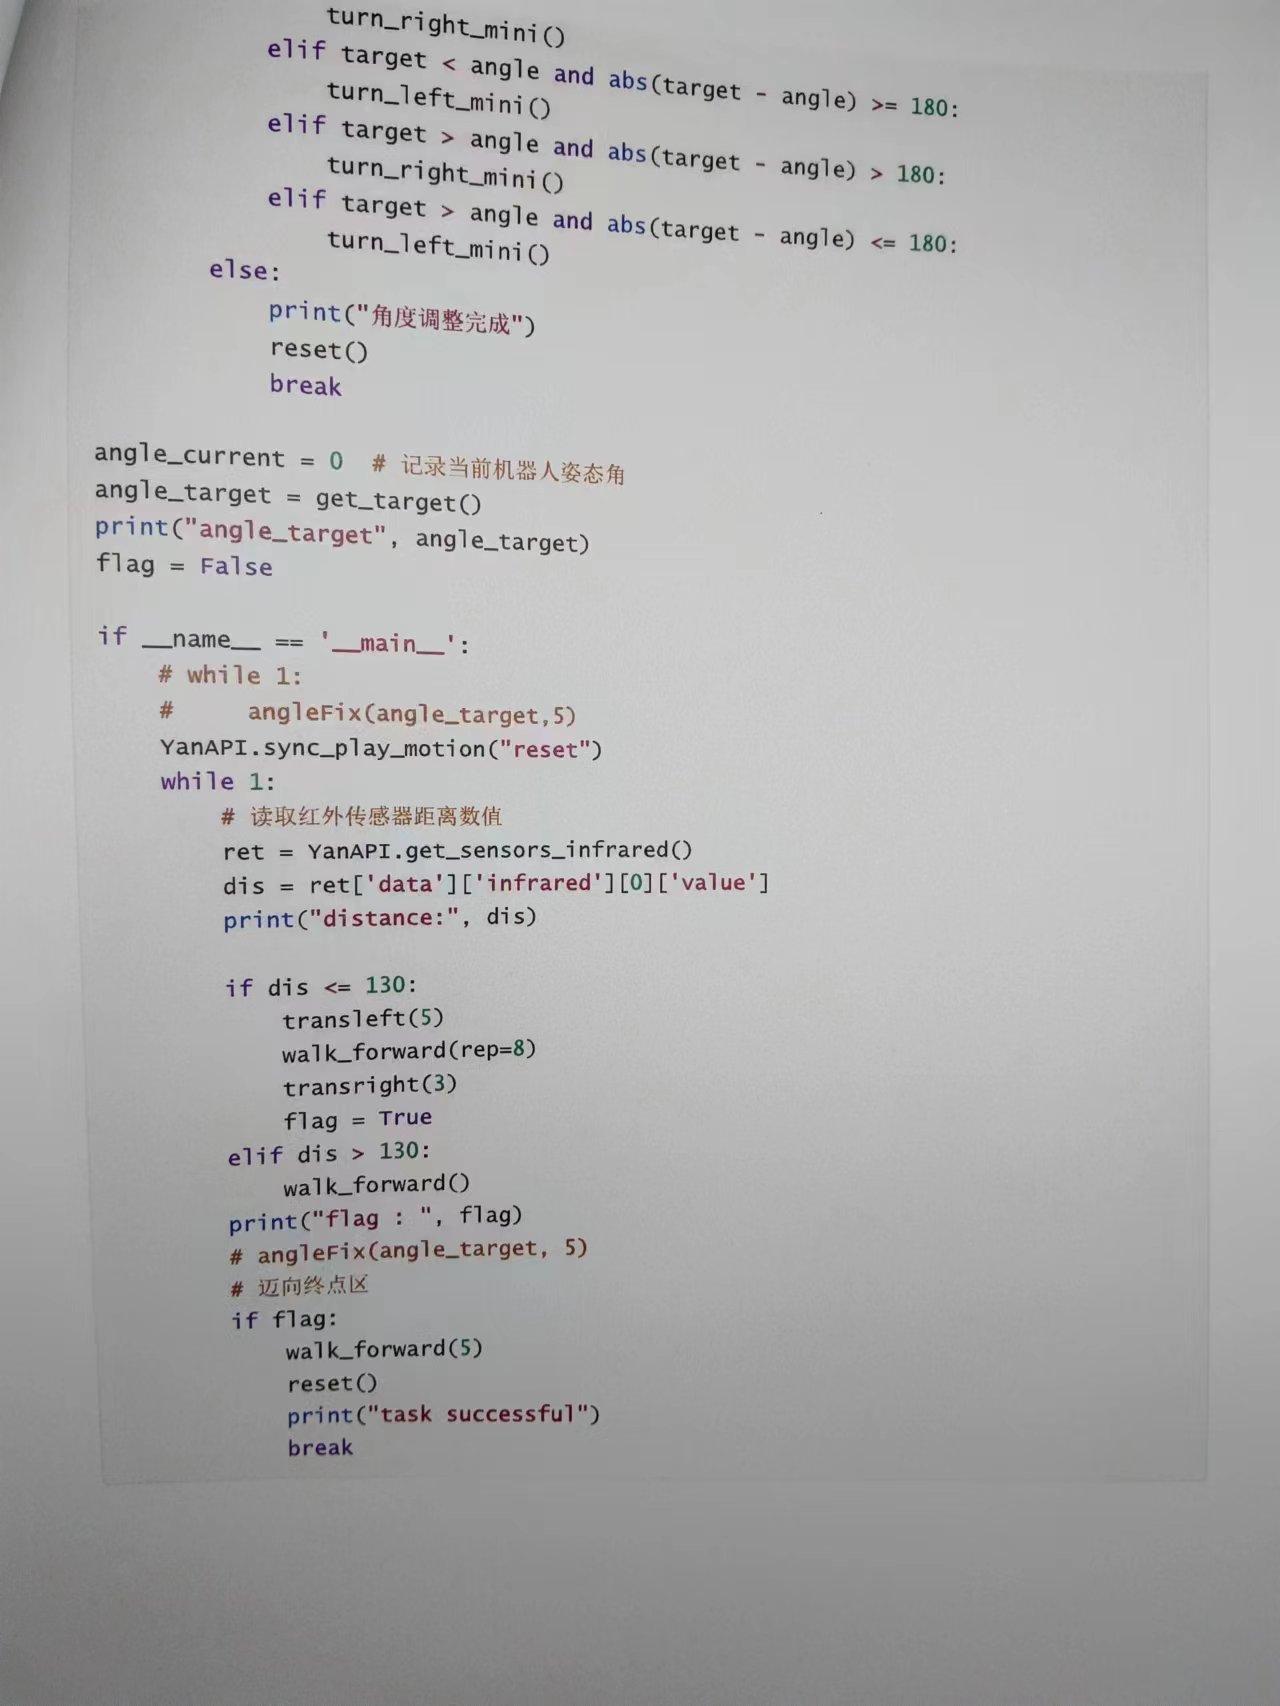 turn_right_mini()
elif target < angle and abs(target - angle) >= 180:
turn_left_mini()
elif target > angle and abs(target - angle) > 180:
turn_right_mini()
elif target > angle and abs(target - angle) <= 180:
turn_left_mini()
else:
print("角度调整完成")
reset()
break
angle_current = 0 # 记录当前机器人姿态角
angle_target = get_target()
print("angle_target", angle_target)
flag = False
if __name__ == '__main__':
# while 1:
# angleFix(angle_target,5)
YanAPI.sync_play_motion("reset")
while 1:
# 读取红外传感器距离数值
ret = YanAPI.get_sensors_infrared()
dis = ret['data']['infrared'][0]['value']
print("distance:", dis)
if dis <= 130:
transleft(5)
walk_forward(rep=8)
transright(3)
flag = True
elif dis > 130:
walk_forward()
print("flag : ", flag)
# angleFix(angle_target, 5)
# 迈向终点区
if flag:
walk_forward(5)
reset()
print("task successful")
break